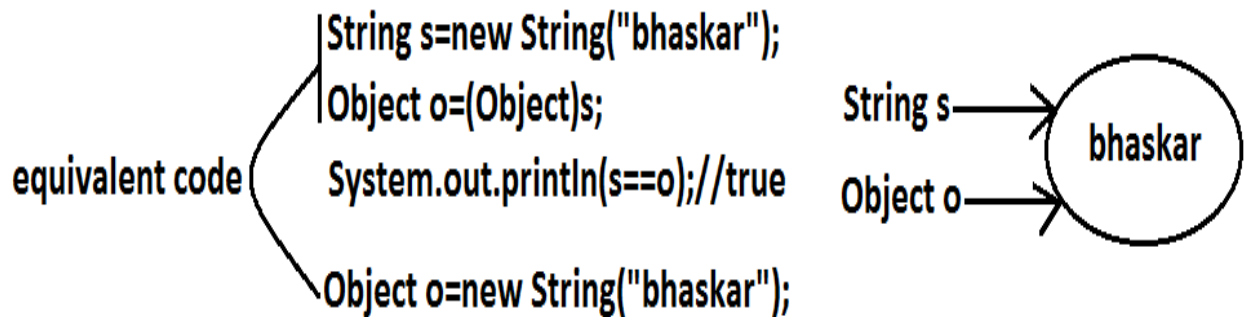 String s=new String("bhaskar");
Object o=(Object)s;
equivalent code
System.out.println(s==o);//true
Object o=new String("bhaskar");
String s
Object o
bhaskar